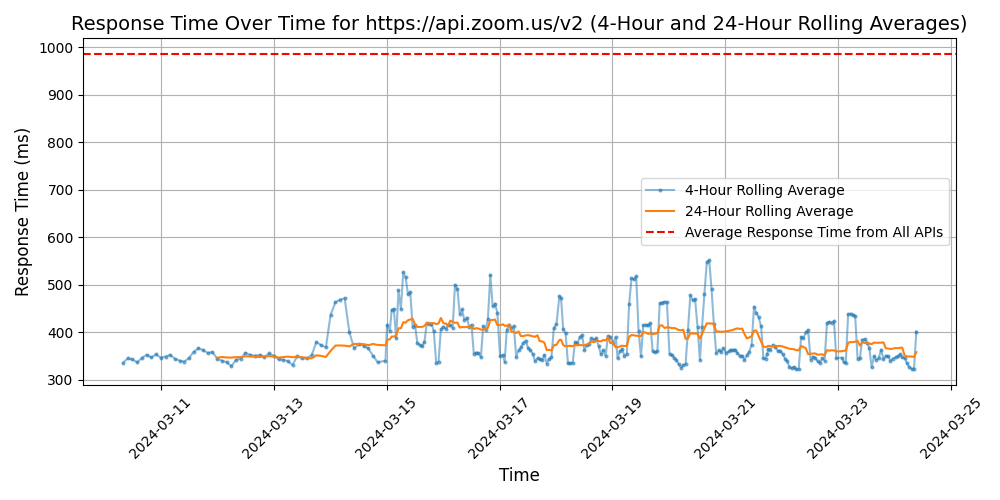 Response Time Over Time for https://api.zoom.us/v2 (4-Hour and 24-Hour Rolling Averages)
Response Time (ms)
1000
900
800
700
600
500
400
300
4-Hour Rolling Average
24-Hour Rolling Average
Average Response Time from All APIs
2024-03-11
2024-03-13
2024-03-15
2024-03-17
2024-03-19
2024-03-21
2024-03-23
2024-03-25
Time